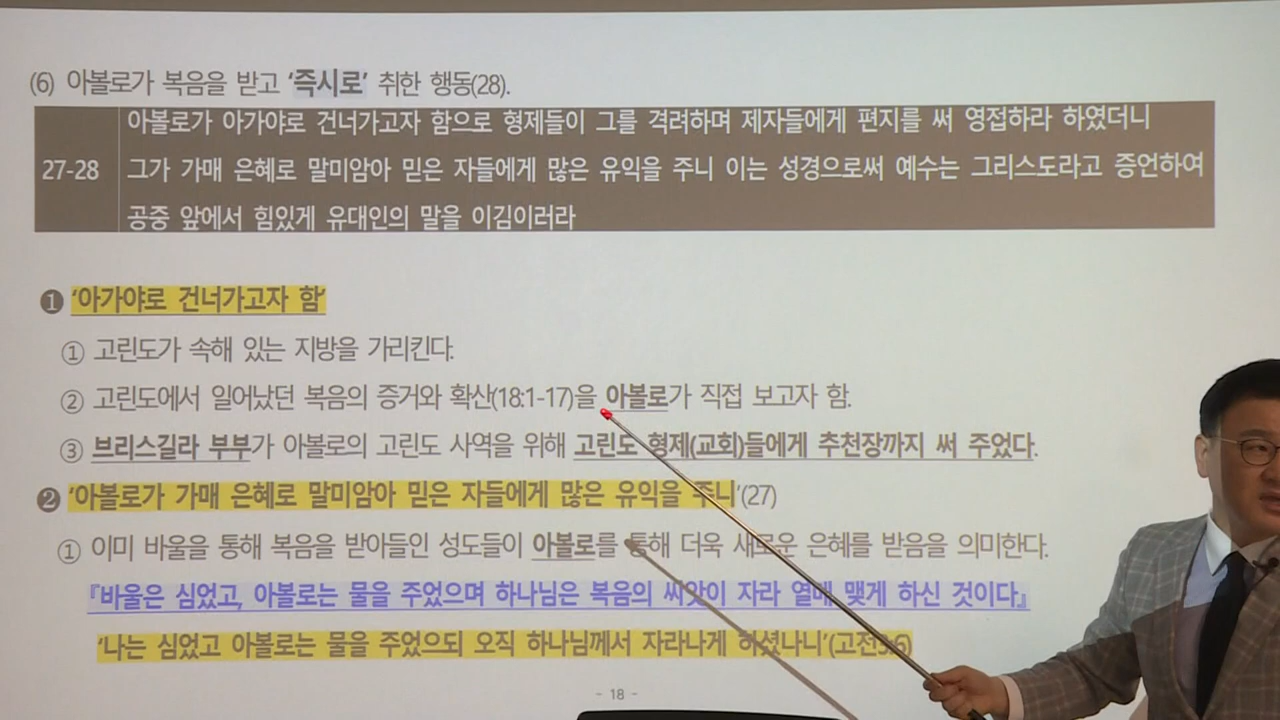 (6) 아볼로가 복음을 받고 '즉시로' 취한 행동(28).
27-28
아볼로가 아가야로 건너가고자 함으로 형제들이 그를 격려하며 제자들에게 편지를 써 영접하라 하였더니
그가 가매 은혜로 말미암아 믿은 자들에게 많은 유익을 주니 이는 성경으로써 예수는 그리스도라고 증언하여
공중 앞에서 힘있게 유대인의 말을 이김이러라
❶ '아가야로 건너가고자 함'
① 고린도가 속해 있는 지방을 가리킨다.
② 고린도에서 일어났던 복음의 증거와 확산(18:1-17)을 아볼로가 직접 보고자 함.
③ 브리스길라 부부가 아볼로의 고린도 사역을 위해 고린도 형제(교회)들에게 추천장까지 써 주었다.
❷ '아볼로가 가매 은혜로 말미암아 믿은 자들에게 많은 유익을 주니'(27)
① 이미 바울을 통해 복음을 받아들인 성도들이 아볼로를 통해 더욱 새로운 은혜를 받음을 의미한다.
『바울은 심었고, 아볼로는 물을 주었으며 하나님은 복음의 씨앗이 자라 열매 맺게 하신 것이다』
'나는 심었고 아볼로는 물을 주었으되 오직 하나님께서 자라나게 하셨나니'(고전3:6)
- 18 -